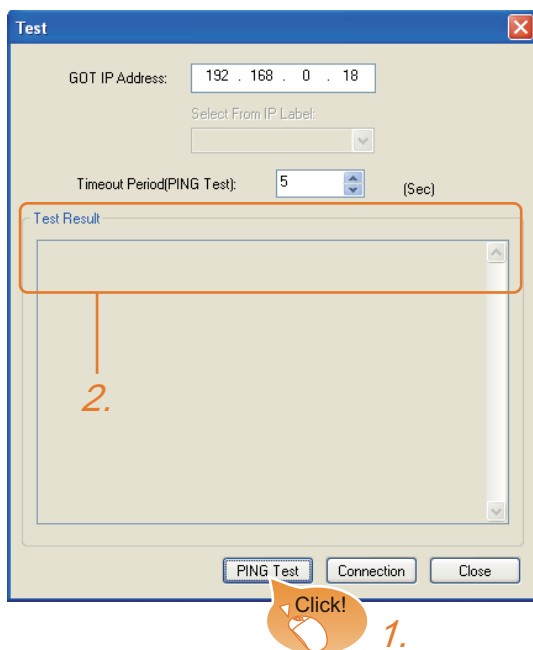 Test
GOT IP Address: 192 . 168 . 0 . 18
Select From IP Label:
Timeout Period(PING Test): 5 (Sec)
Test Result
2.
PING Test Connection Close
Click!
1.